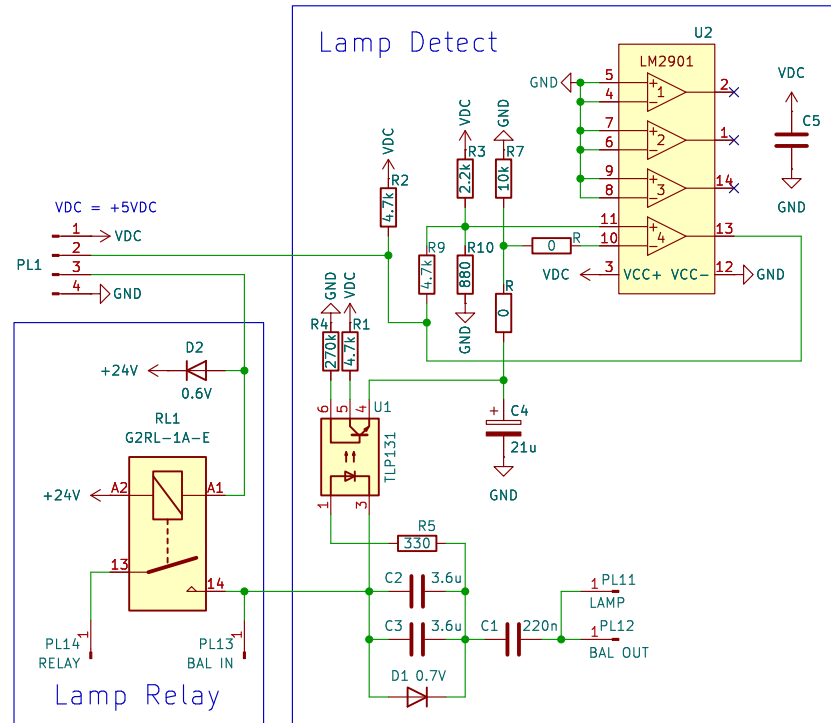 Lamp Detect
U2
LM2901
GND
5
4
+
−
1
2
7
6
+
−
2
1
9
8
+
−
3
14
11
10
+
−
4
13
VDC
3
VCC+
VCC-
12
GND
VDC
C5
GND
VDC
R3
2.2k
GND
R7
10k
VDC
R2
4.7k
VDC = +5VDC
PL1
1
VDC
2
3
4
GND
R9
4.7k
R10
880
GND
0
R
R
0
GND
R4
270k
VDC
R1
4.7k
D2
+24V
0.6V
RL1
G2RL-1A-E
+24V
A2
A1
13
14
6
5
4
U1
TLP131
1
3
+
C4
21u
GND
R5
330
C2
3.6u
C3
3.6u
C1
220n
D1
0.7V
1
PL11
LAMP
1
PL12
BAL OUT
PL14
1
RELAY
PL13
1
BAL IN
Lamp Relay